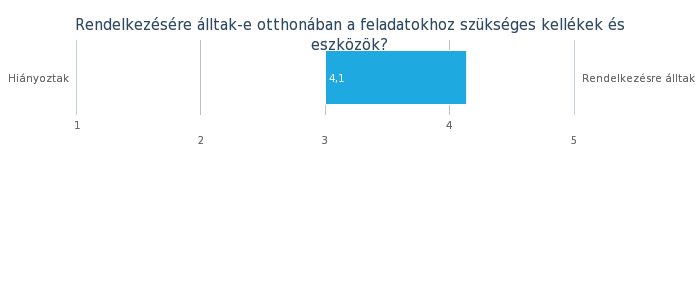 Rendelkezésére álltak-e otthonában a feladatokhoz szükséges kellékek és
eszközök?
Hiányoztak
4,1
Rendelkezésre álltak
1
2
3
4
5